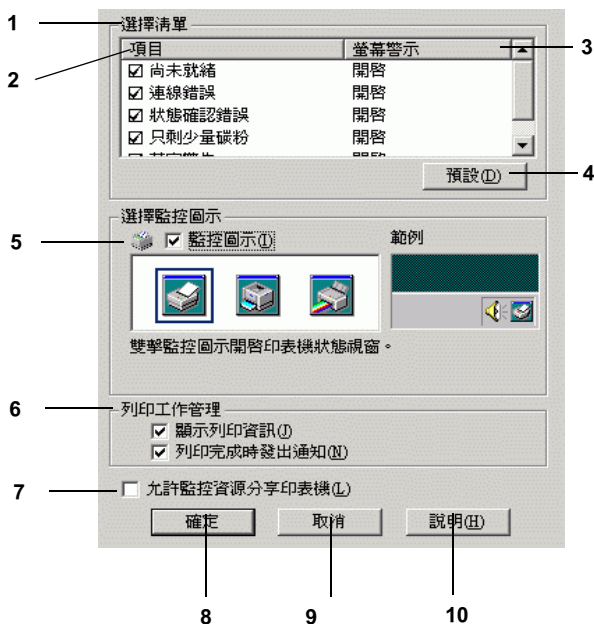 1
選擇清單
2
項目
螢幕警示
3
尚未就緒
開啓
連線錯誤
開啓
狀態確認錯誤
開啓
只剩少量碳粉
開啓
預設(D)
4
選擇監控圖示
5
監控圖示(I)
範例
雙擊監控圖示開啓印表機狀態視窗。
6
列印工作管理
顯示列印資訊(J)
列印完成時發出通知(N)
7
允許監控資源分享印表機(L)
確定
取消
說明(H)
8
9
10